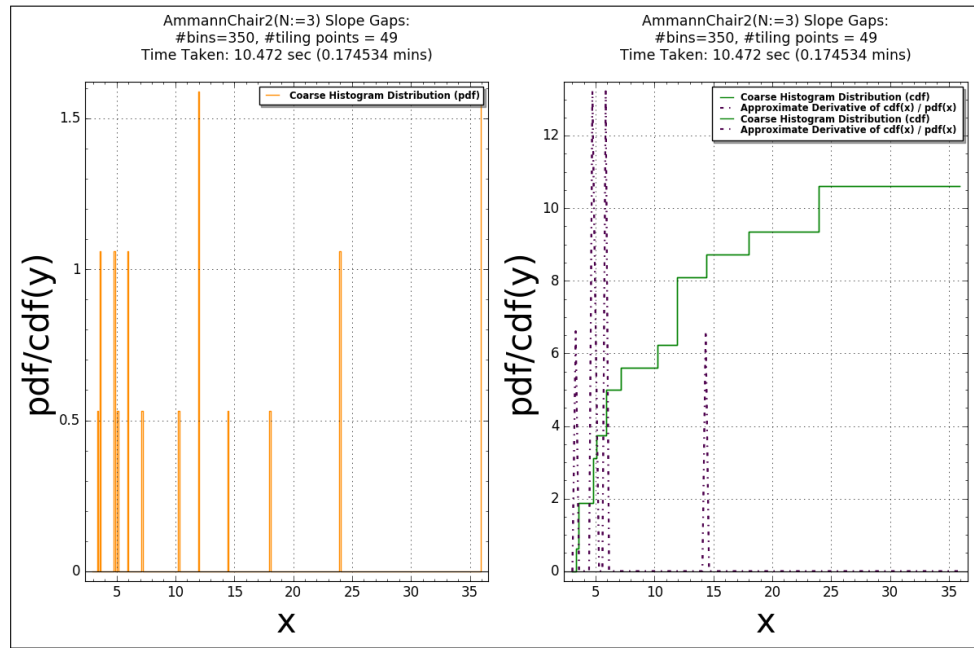 AmmannChair2(N:=3) Slope Gaps:
#bins=350, #tiling points = 49
Time Taken: 10.472 sec (0.174534 mins)
Coarse Histogram Distribution (pdf)
1.5
1
0.5
0
5
10
15
20
25
30
35
pdf/cdf(y)
x
AmmannChair2(N:=3) Slope Gaps:
#bins=350, #tiling points = 49
Time Taken: 10.472 sec (0.174534 mins)
Coarse Histogram Distribution (cdf)
Approximate Derivative of cdf(x) / pdf(x)
Coarse Histogram Distribution (cdf)
Approximate Derivative of cdf(x) / pdf(x)
12
10
8
6
4
2
0
5
10
15
20
25
30
35
pdf/cdf(y)
x